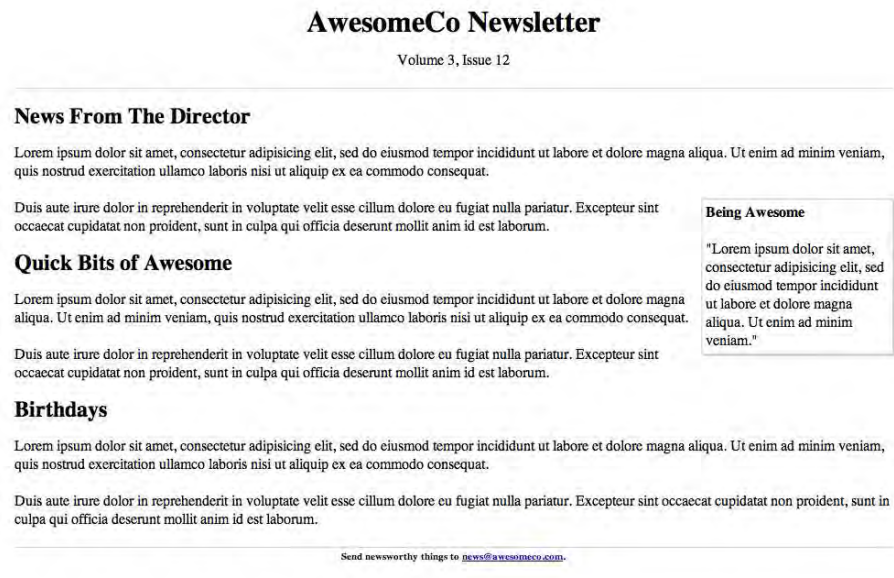 AwesomeCo Newsletter
Volume 3, Issue 12
News From The Director
Lorem ipsum dolor sit amet, consectetur adipisicing elit, sed do eiusmod tempor incididunt ut labore et dolore magna aliqua. Ut enim ad minim veniam,
quis nostrud exercitation ullamco laboris nisi ut aliquip ex ea commodo consequat.
Duis aute irure dolor in reprehenderit in voluptate velit esse cillum dolore eu fugiat nulla pariatur. Excepteur sint
occaecat cupidatat non proident, sunt in culpa qui officia deserunt mollit anim id est laborum.
Being Awesome
"Lorem ipsum dolor sit amet,
consectetur adipisicing elit, sed
do eiusmod tempor incididunt
ut labore et dolore magna
aliqua. Ut enim ad minim
veniam."
Quick Bits of Awesome
Lorem ipsum dolor sit amet, consectetur adipisicing elit, sed do eiusmod tempor incididunt ut labore et dolore magna
aliqua. Ut enim ad minim veniam, quis nostrud exercitation ullamco laboris nisi ut aliquip ex ea commodo consequat.
Duis aute irure dolor in reprehenderit in voluptate velit esse cillum dolore eu fugiat nulla pariatur. Excepteur sint
occaecat cupidatat non proident, sunt in culpa qui officia deserunt mollit anim id est laborum.
Birthdays
Lorem ipsum dolor sit amet, consectetur adipisicing elit, sed do eiusmod tempor incididunt ut labore et dolore magna aliqua. Ut enim ad minim veniam,
quis nostrud exercitation ullamco laboris nisi ut aliquip ex ea commodo consequat.
Duis aute irure dolor in reprehenderit in voluptate velit esse cillum dolore eu fugiat nulla pariatur. Excepteur sint occaecat cupidatat non proident, sunt in
culpa qui officia deserunt mollit anim id est laborum.
Send newsworthy things to news@awesomeco.com.